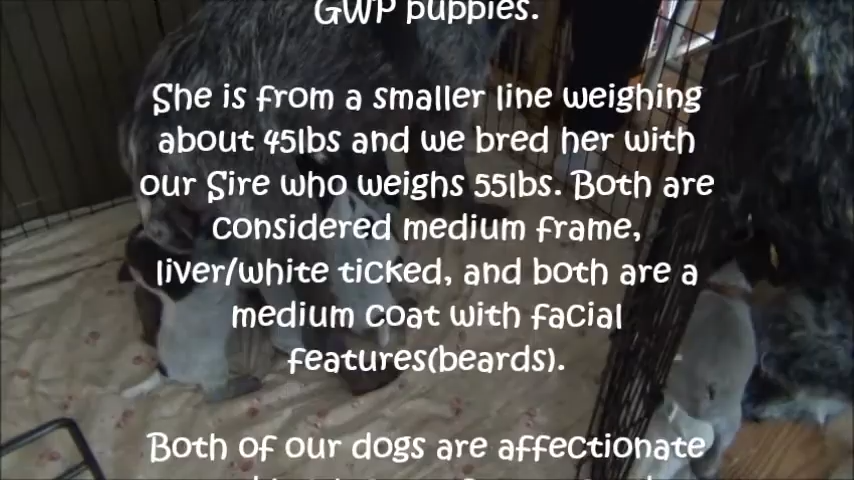 GWP puppies.
She is from a smaller line weighing
about 45lbs and we bred her with
our Sire who weighs 55lbs. Both are
considered medium frame,
liver/white ticked, and both are a
medium coat with facial
features(beards).
Both of our dogs are affectionate